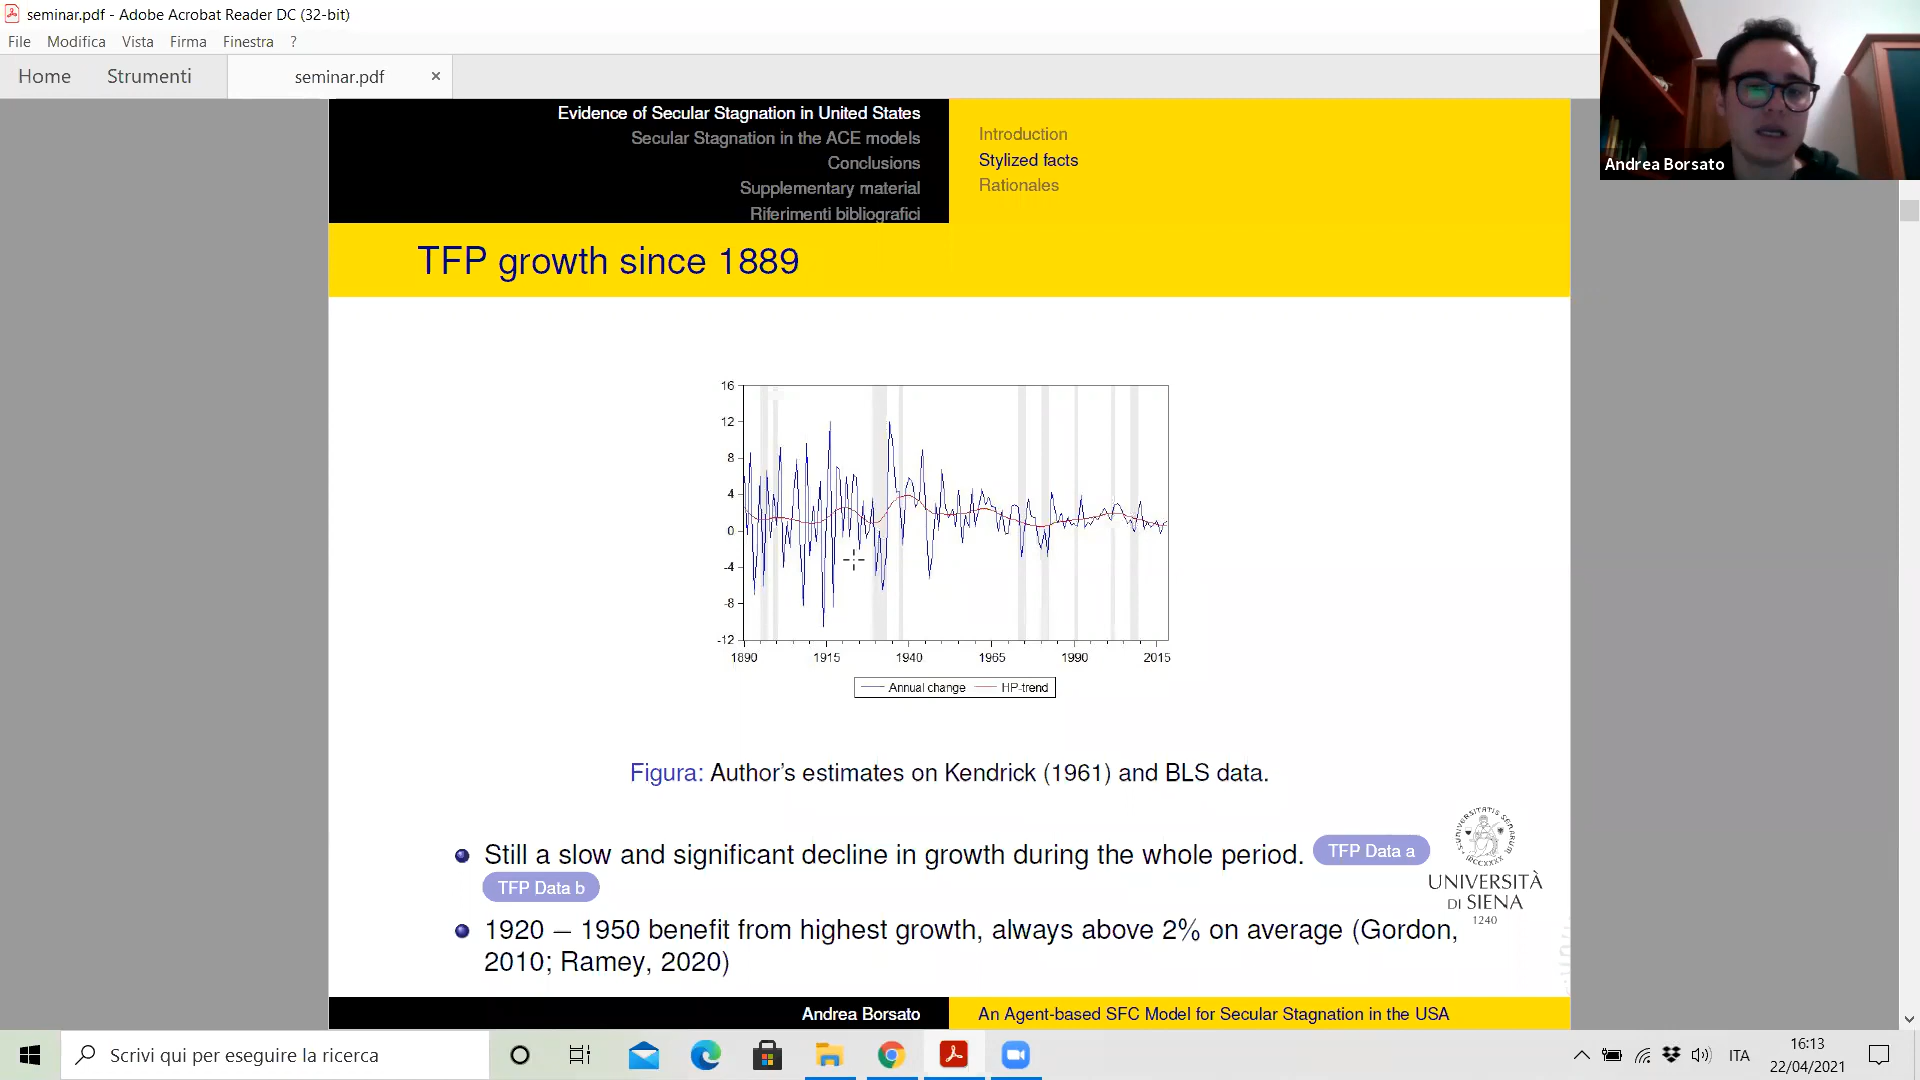 seminar.pdf - Adobe Acrobat Reader DC (32-bit)
File Modifica Vista Firma Finestra ?
Home Strumenti seminar.pdf ×
Andrea Borsato
Evidence of Secular Stagnation in United States
Secular Stagnation in the ACE models
Conclusions
Supplementary material
Riferimenti bibliografici
Introduction
Stylized facts
Rationales
TFP growth since 1889
16
12
8
4
0
-4
-8
-12
1890 1915 1940 1965 1990 2015
Annual change HP-trend
Figura: Author's estimates on Kendrick (1961) and BLS data.
Still a slow and significant decline in growth during the whole period. TFP Data a
TFP Data b
1920 – 1950 benefit from highest growth, always above 2% on average (Gordon,
2010; Ramey, 2020)
UNIVERSITÀ
DI SIENA
1240
Andrea Borsato An Agent-based SFC Model for Secular Stagnation in the USA
Scrivi qui per eseguire la ricerca
ITA
16:13
22/04/2021